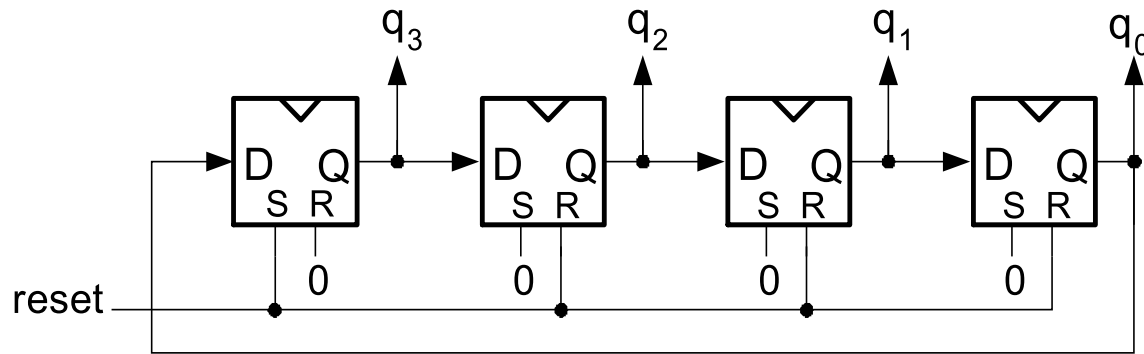 q3 q2 q1 q0
D Q D Q D Q D Q
S R S R S R S R
0 0 0 0
reset